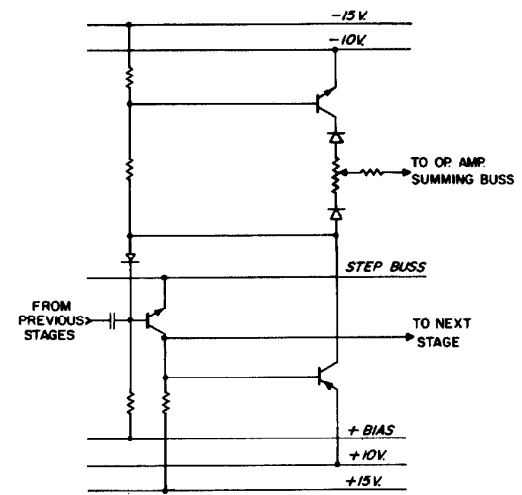 -15V.
-10V.
TO OP. AMP.
SUMMING BUSS
STEP BUSS
FROM
PREVIOUS
STAGES
TO NEXT
STAGE
+ BIAS
+10V.
+15V.